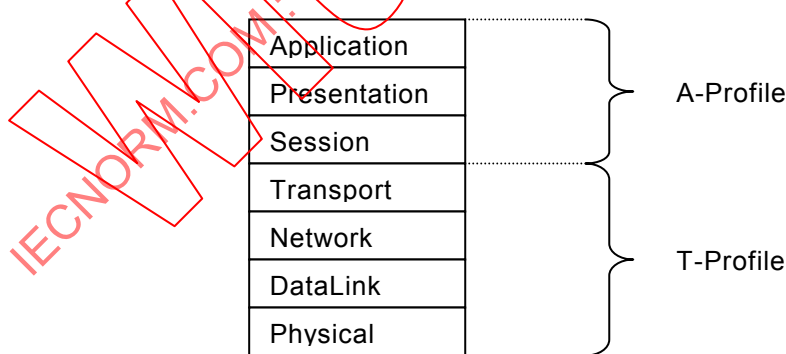 Application
Presentation
Session
Transport
Network
DataLink
Physical
A-Profile
T-Profile
IECNORM.COM: